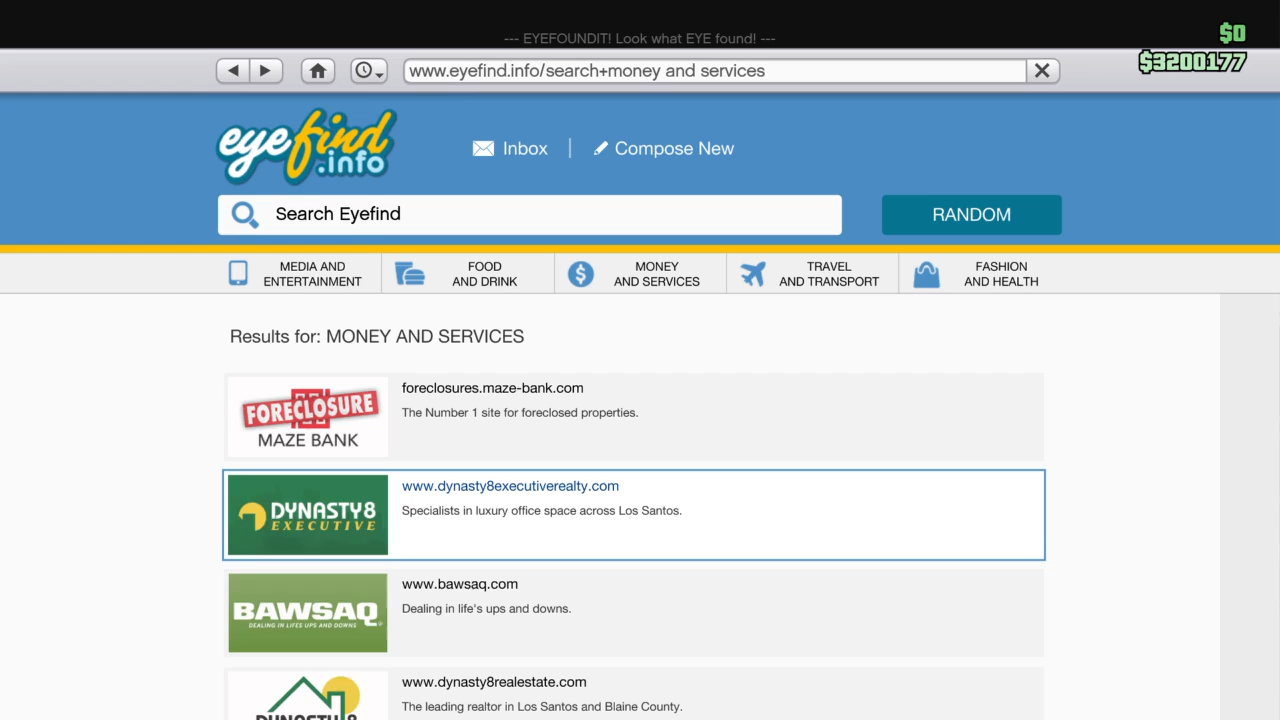 --- EYEFOUNDIT! Look what EYE found! ---
$0
$3200177
www.eyefind.info/search+money and services
eyefind
.info
Inbox
Compose New
Search Eyefind
RANDOM
MEDIA AND
ENTERTAINMENT
FOOD
AND DRINK
MONEY
AND SERVICES
TRAVEL
AND TRANSPORT
FASHION
AND HEALTH
Results for: MONEY AND SERVICES
FORECLOSURE
MAZE BANK
foreclosures.maze-bank.com
The Number 1 site for foreclosed properties.
DYNASTY8
EXECUTIVE
www.dynasty8executiverealty.com
Specialists in luxury office space across Los Santos.
BAWSAQ
DEALING IN LIFES UPS AND DOWNS
www.bawsaq.com
Dealing in life's ups and downs.
DYNASTY8
www.dynasty8realestate.com
The leading realtor in Los Santos and Blaine County.